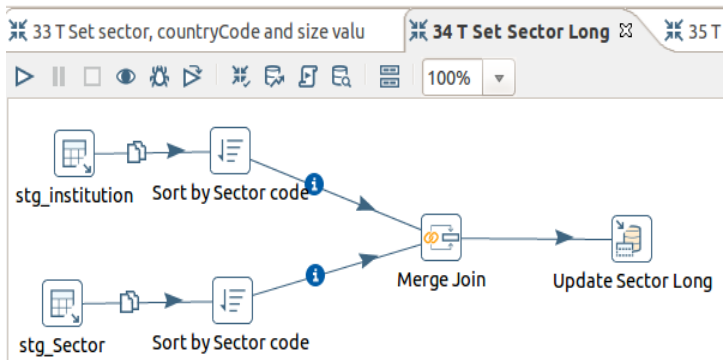 33 T Set sector, countryCode and size valu
34 T Set Sector Long
35 T
100%
stg_institution
Sort by Sector code
Merge Join
Update Sector Long
stg_Sector
Sort by Sector code